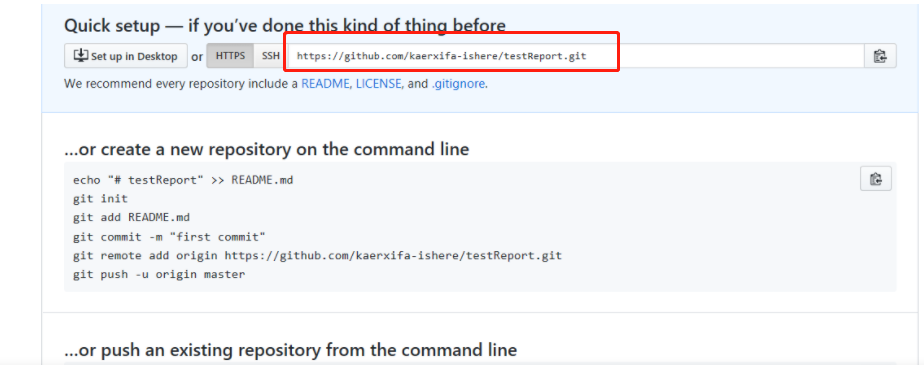 Quick setup — if you’ve done this kind of thing before
Set up in Desktop or HTTPS SSH https://github.com/kaerxifa-ishere/testReport.git
We recommend every repository include a README, LICENSE, and .gitignore.
…or create a new repository on the command line
echo "# testReport" >> README.md
git init
git add README.md
git commit -m "first commit"
git remote add origin https://github.com/kaerxifa-ishere/testReport.git
git push -u origin master
…or push an existing repository from the command line